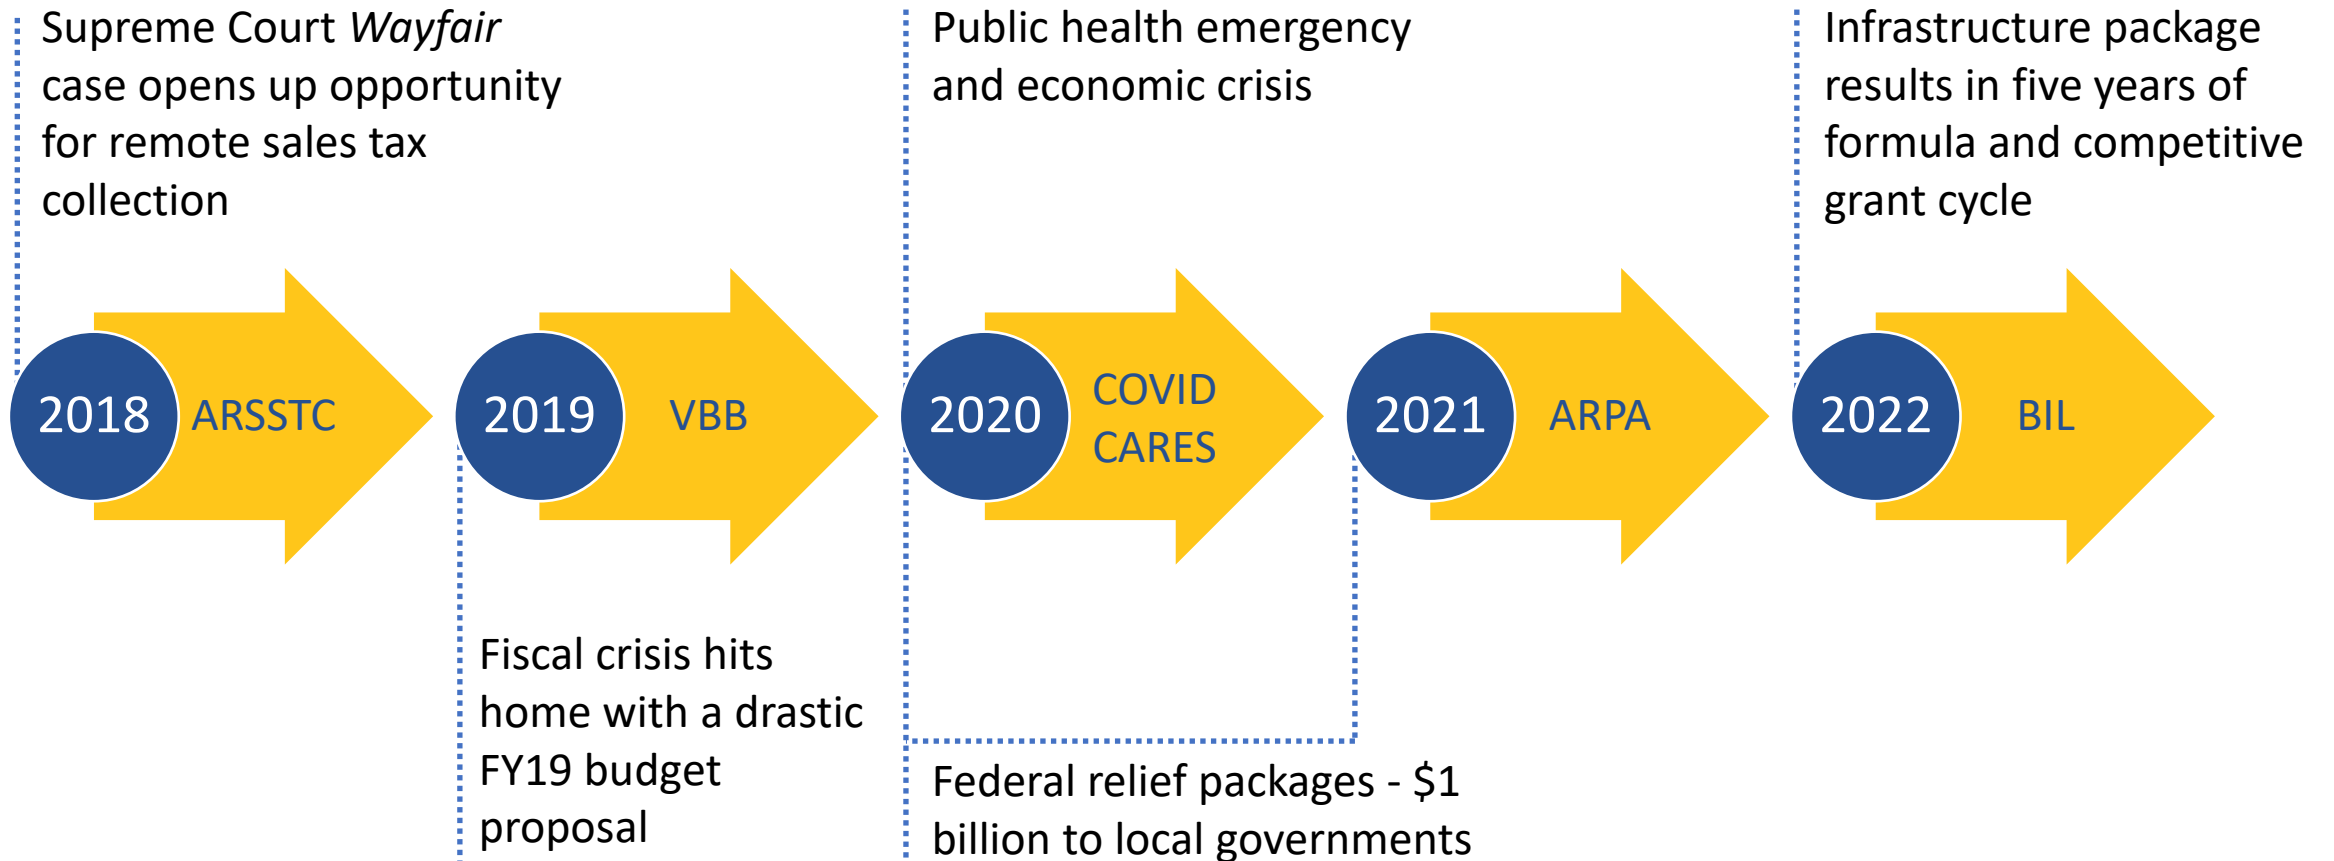 Supreme Court Wayfair
case opens up opportunity
for remote sales tax
collection
Public health emergency
and economic crisis
Infrastructure package
results in five years of
formula and competitive
grant cycle
2018
ARSSTC
2019
VBB
2020
COVID
CARES
2021
ARPA
2022
BIL
Fiscal crisis hits
home with a drastic
FY19 budget
proposal
Federal relief packages - $1
billion to local governments